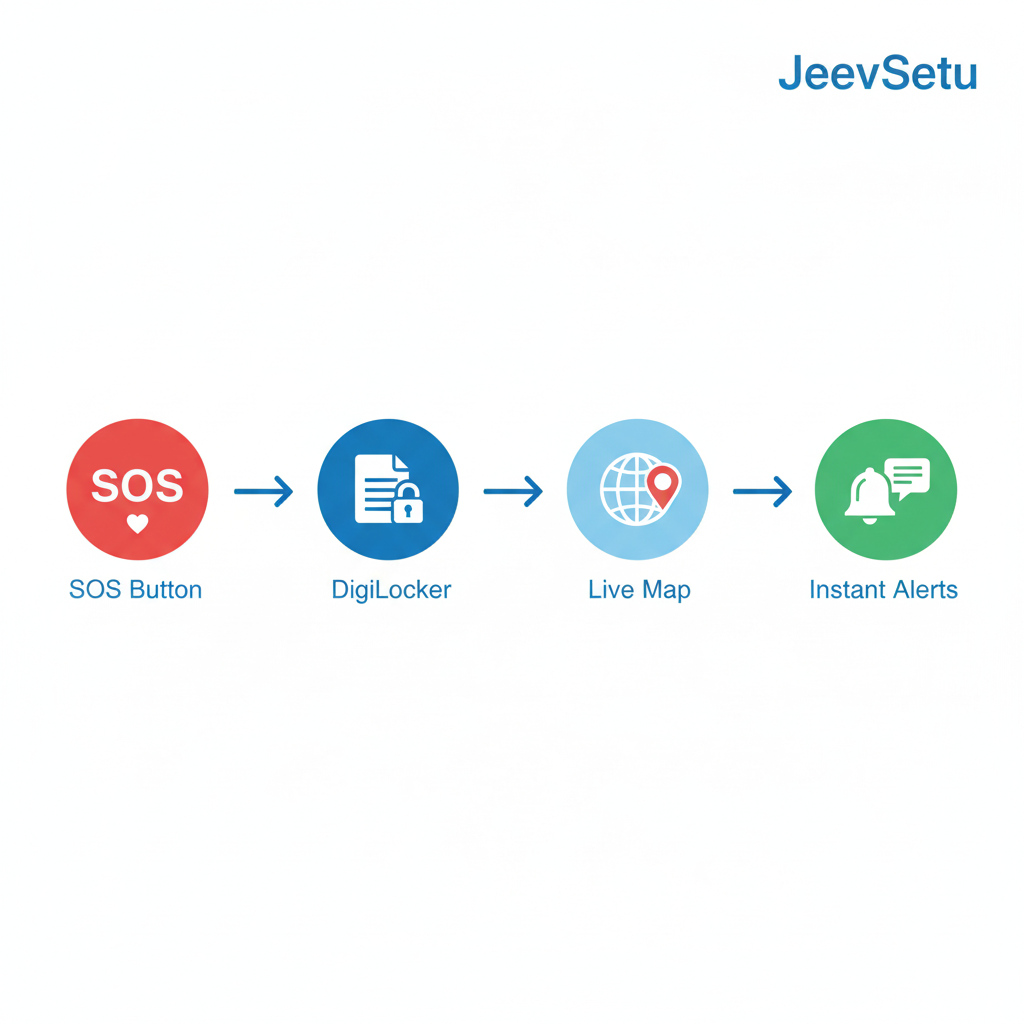 JeevSetu
SOS
SOS Button
DigiLocker
Live Map
Instant Alerts